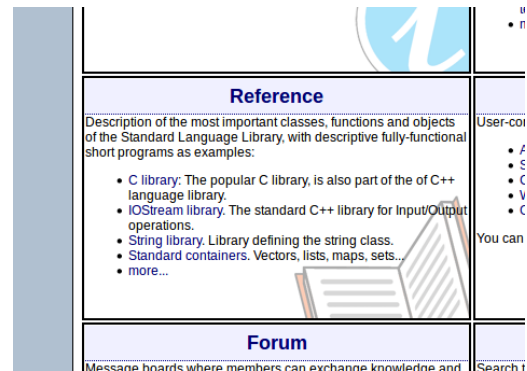 Reference
Description of the most important classes, functions and objects
of the Standard Language Library, with descriptive fully-functional
short programs as examples:
C library: The popular C library, is also part of the of C++
language library.
IOStream library. The standard C++ library for Input/Output
operations.
String library. Library defining the string class.
Standard containers. Vectors, lists, maps, sets...
more...
You can
Forum
Message boards where members can exchange knowledge and
Search